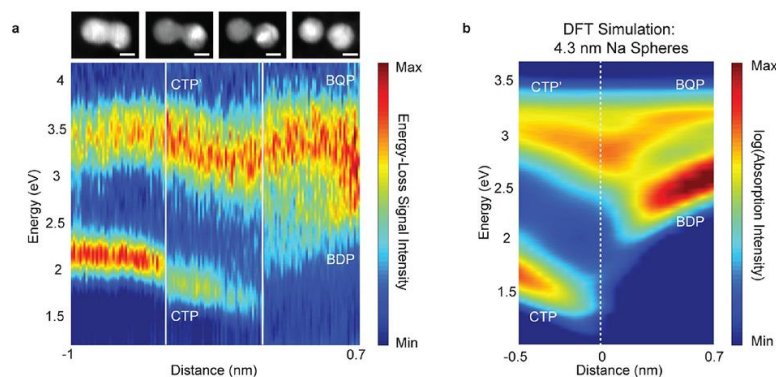 a
b
DFT Simulation:
4.3 nm Na Spheres
4
3.5
3
2.5
2
1.5
Energy (eV)
CTP'
BQP
BDP
CTP
-1
0.7
Distance (nm)
Max
Energy-Loss Signal Intensity
Min
3.5
3
2.5
2
1.5
Energy (eV)
CTP'
BQP
BDP
CTP
-0.5
0
0.7
Distance (nm)
Max
log(Absorption Intensity)
Min